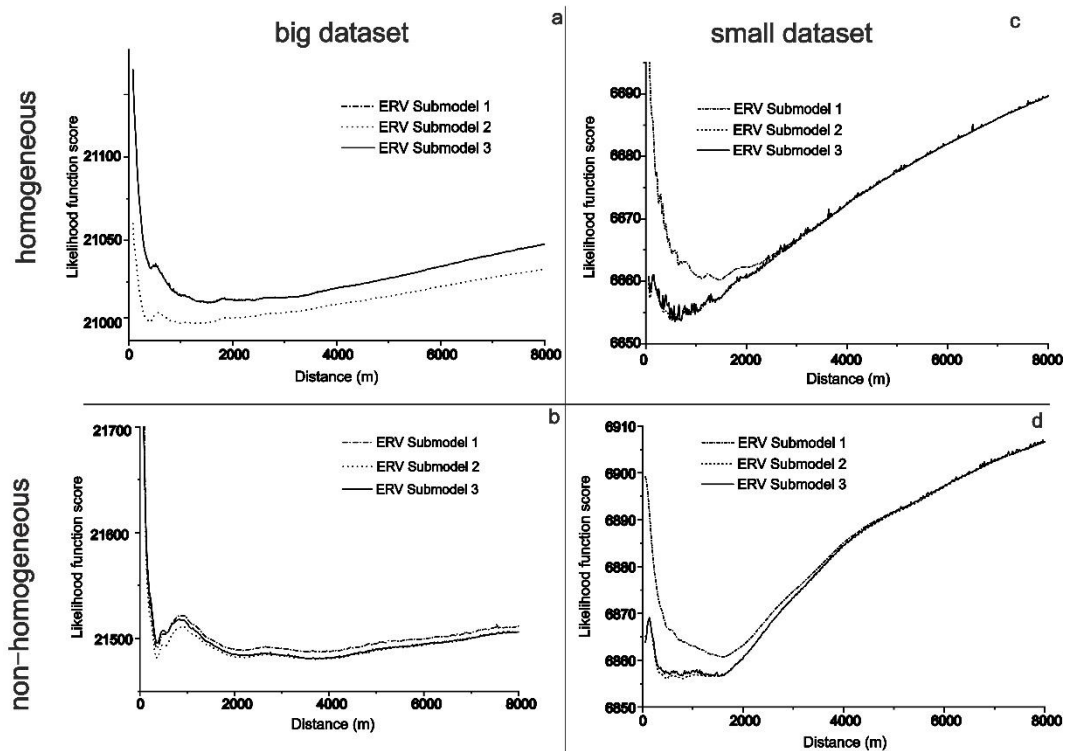 big dataset
small dataset
homogeneous
non-homogeneous
a
Likelihood function score
21100
21050
21000
0
2000
4000
6000
8000
Distance (m)
ERV Submodel 1
ERV Submodel 2
ERV Submodel 3
c
Likelihood function score
6690
6680
6670
6660
6650
0
2000
4000
6000
8000
Distance (m)
ERV Submodel 1
ERV Submodel 2
ERV Submodel 3
b
Likelihood function score
21700
21600
21500
0
2000
4000
6000
8000
Distance (m)
ERV Submodel 1
ERV Submodel 2
ERV Submodel 3
d
Likelihood function score
6910
6900
6890
6880
6870
6860
6850
0
2000
4000
6000
8000
Distance (m)
ERV Submodel 1
ERV Submodel 2
ERV Submodel 3